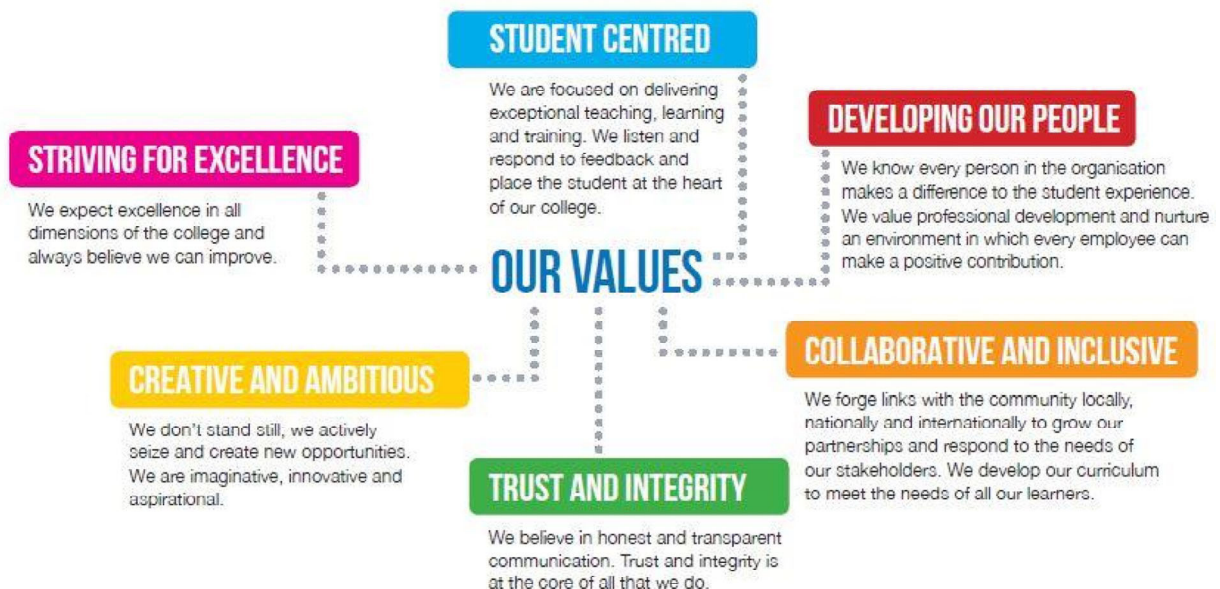 STUDENT CENTRED
We are focused on delivering
exceptional teaching, learning
and training. We listen and
respond to feedback and
place the student at the heart
of our college.
DEVELOPING OUR PEOPLE
We know every person in the organisation
makes a difference to the student experience.
We value professional development and nurture
an environment in which every employee can
make a positive contribution.
STRIVING FOR EXCELLENCE
We expect excellence in all
dimensions of the college and
always believe we can improve.
OUR VALUES
CREATIVE AND AMBITIOUS
We don't stand still, we actively
seize and create new opportunities.
We are imaginative, innovative and
aspirational.
COLLABORATIVE AND INCLUSIVE
We forge links with the community locally,
nationally and internationally to grow our
partnerships and respond to the needs of
our stakeholders. We develop our curriculum
to meet the needs of all our learners.
TRUST AND INTEGRITY
We believe in honest and transparent
communication. Trust and integrity is
at the core of all that we do.